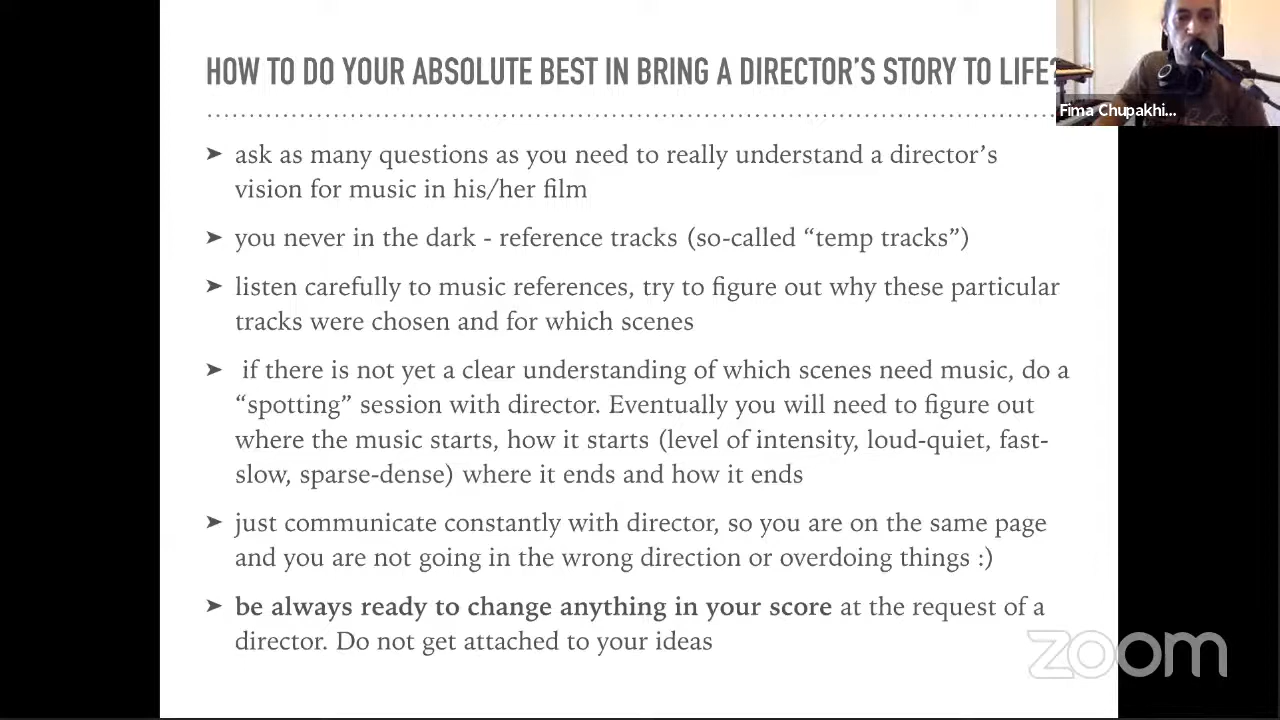 HOW TO DO YOUR ABSOLUTE BEST IN BRING A DIRECTOR'S STORY TO LIFE?
Fima Chupakhi...
➤ ask as many questions as you need to really understand a director's
vision for music in his/her film
➤ you never in the dark - reference tracks (so-called “temp tracks”)
➤ listen carefully to music references, try to figure out why these particular
tracks were chosen and for which scenes
➤ if there is not yet a clear understanding of which scenes need music, do a
“spotting” session with director. Eventually you will need to figure out
where the music starts, how it starts (level of intensity, loud-quiet, fast-
slow, sparse-dense) where it ends and how it ends
➤ just communicate constantly with director, so you are on the same page
and you are not going in the wrong direction or overdoing things :)
➤ be always ready to change anything in your score at the request of a
director. Do not get attached to your ideas
zoom